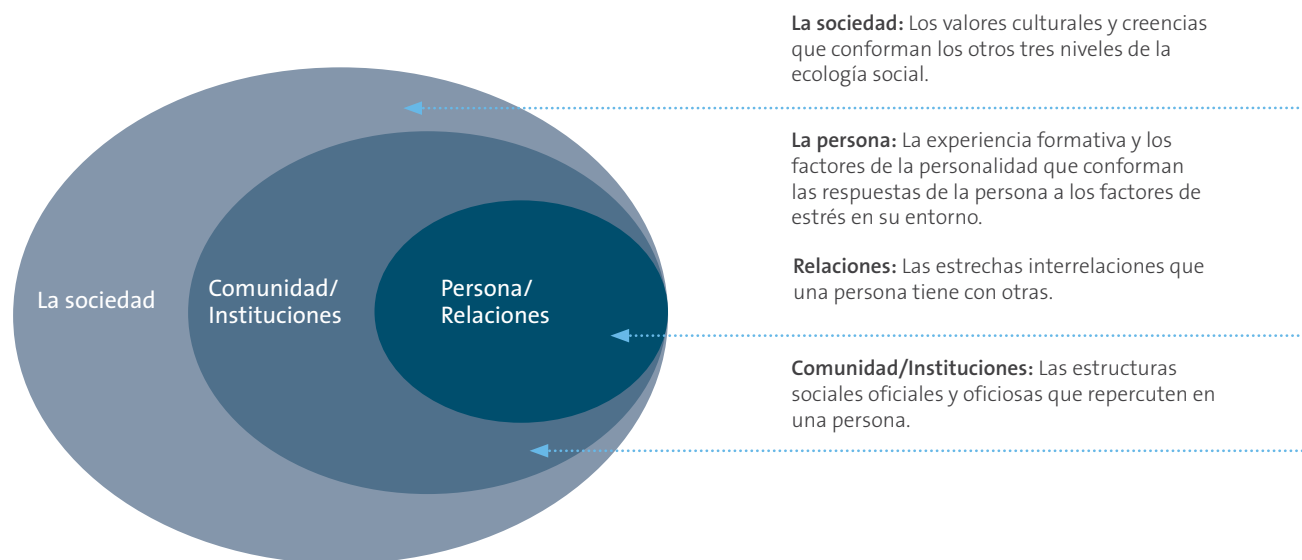 La sociedad: Los valores culturales y creencias
que conforman los otros tres niveles de la
ecología social.
La persona: La experiencia formativa y los
factores de la personalidad que conforman
las respuestas de la persona a los factores de
estrés en su entorno.
Relaciones: Las estrechas interrelaciones que
una persona tiene con otras.
Comunidad/Instituciones: Las estructuras
sociales oficiales y oficiosas que repercuten en
una persona.
La sociedad
Comunidad/
Instituciones
Persona/
Relaciones